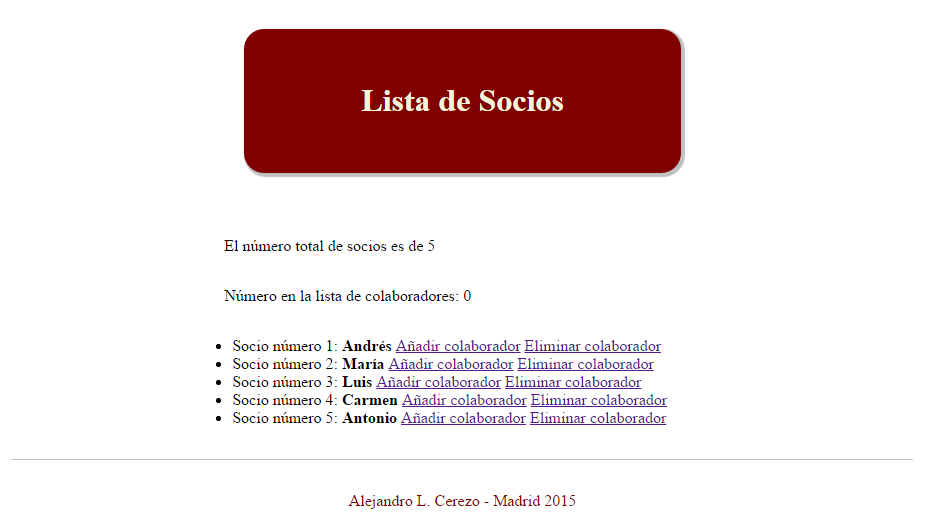 Lista de Socios
El número total de socios es de 5
Número en la lista de colaboradores: 0
Socio número 1: Andrés Añadir colaborador Eliminar colaborador
Socio número 2: María Añadir colaborador Eliminar colaborador
Socio número 3: Luis Añadir colaborador Eliminar colaborador
Socio número 4: Carmen Añadir colaborador Eliminar colaborador
Socio número 5: Antonio Añadir colaborador Eliminar colaborador
Alejandro L. Cerezo - Madrid 2015